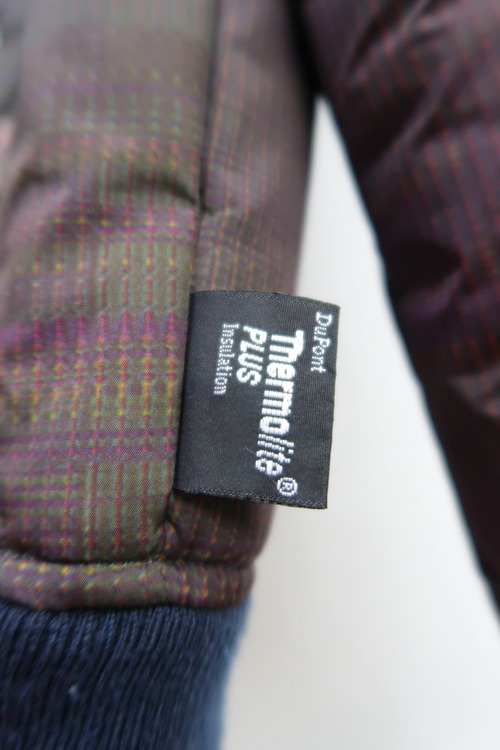 DuPont
Thermolite®
PLUS
Insulation